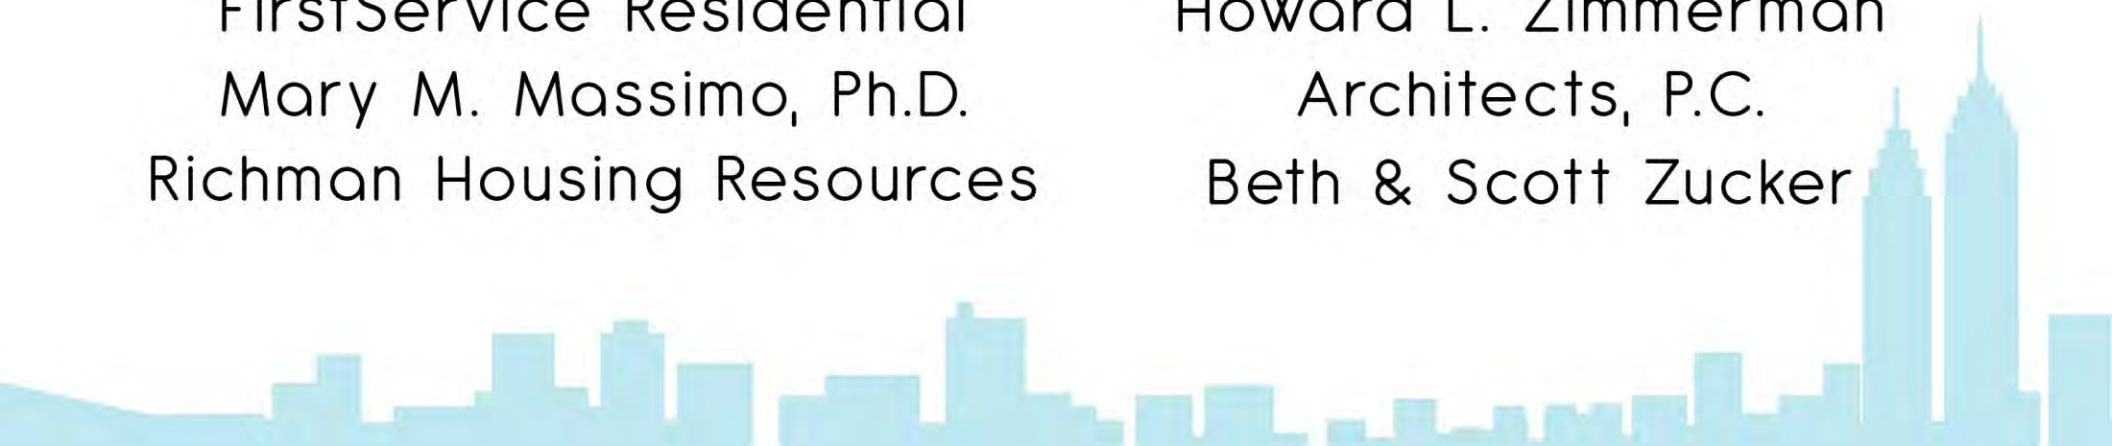 FirstService Residential
Mary M. Massimo, Ph.D.
Richman Housing Resources
Howard L. Zimmerman
Architects, P.C.
Beth & Scott Zucker